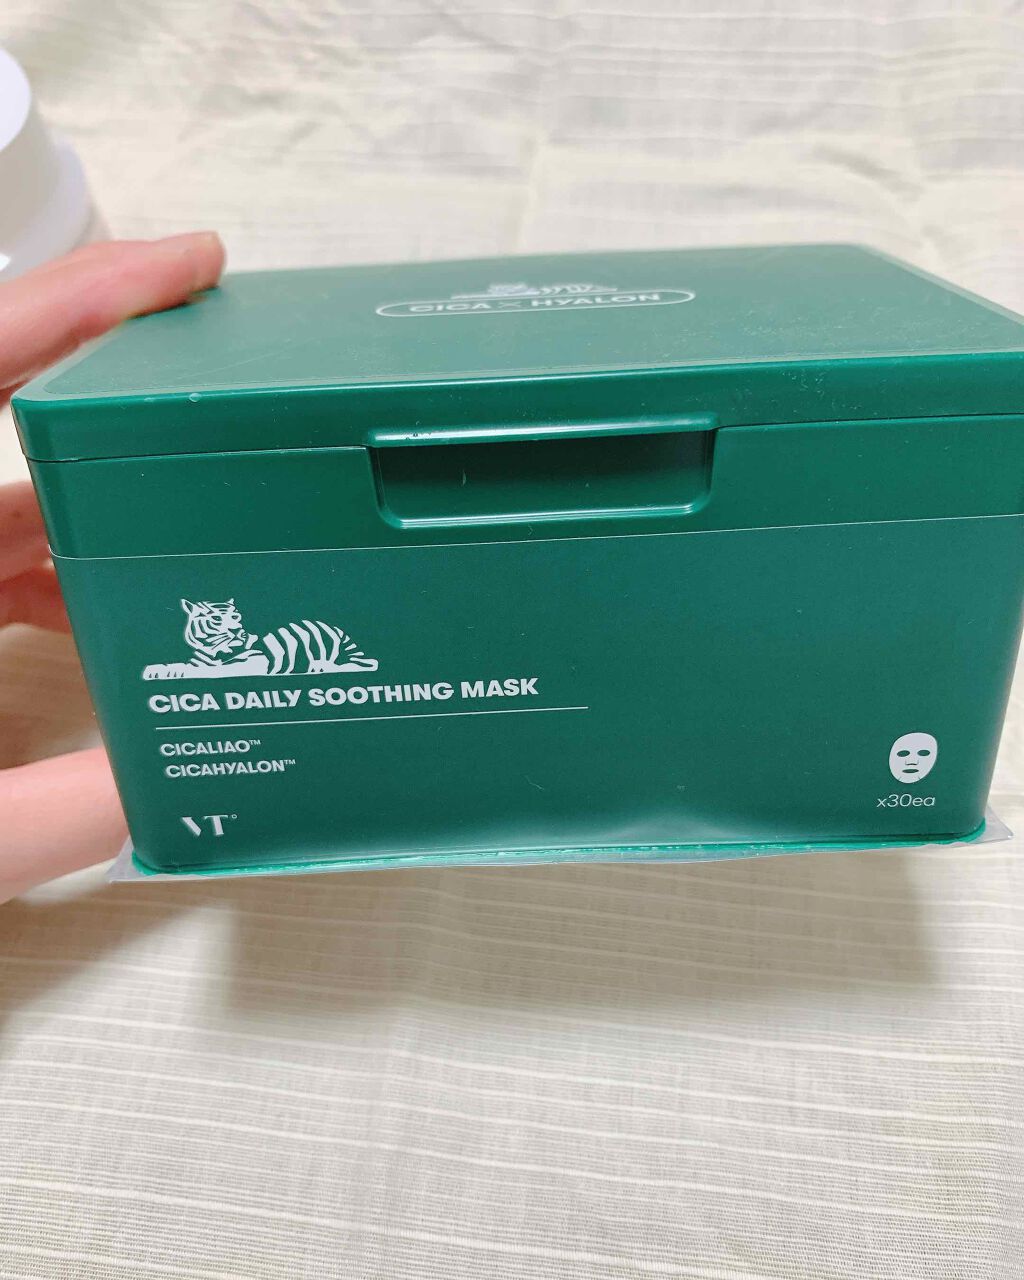 CICA × HYALON
CICA DAILY SOOTHING MASK
CICALIAO™
CICAHYALON™
VT°
x30ea